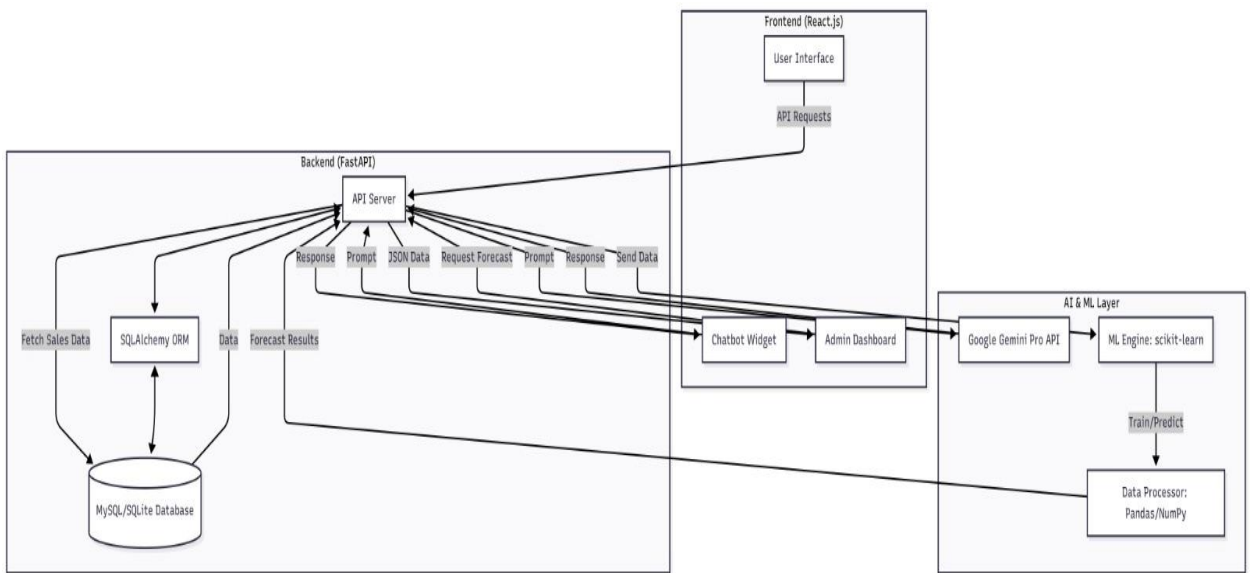 Frontend (React.js)
User Interface
API Requests
Backend (FastAPI)
API Server
Response
Prompt
JSON Data
Request Forecast
Prompt
Response
Send Data
AI & ML Layer
Fetch Sales Data
SQLAlchemy ORM
Data
Forecast Results
Chatbot Widget
Admin Dashboard
Google Gemini Pro API
ML Engine: scikit-learn
Train/Predict
MySQL/SQLite Database
Data Processor:
Pandas/NumPy